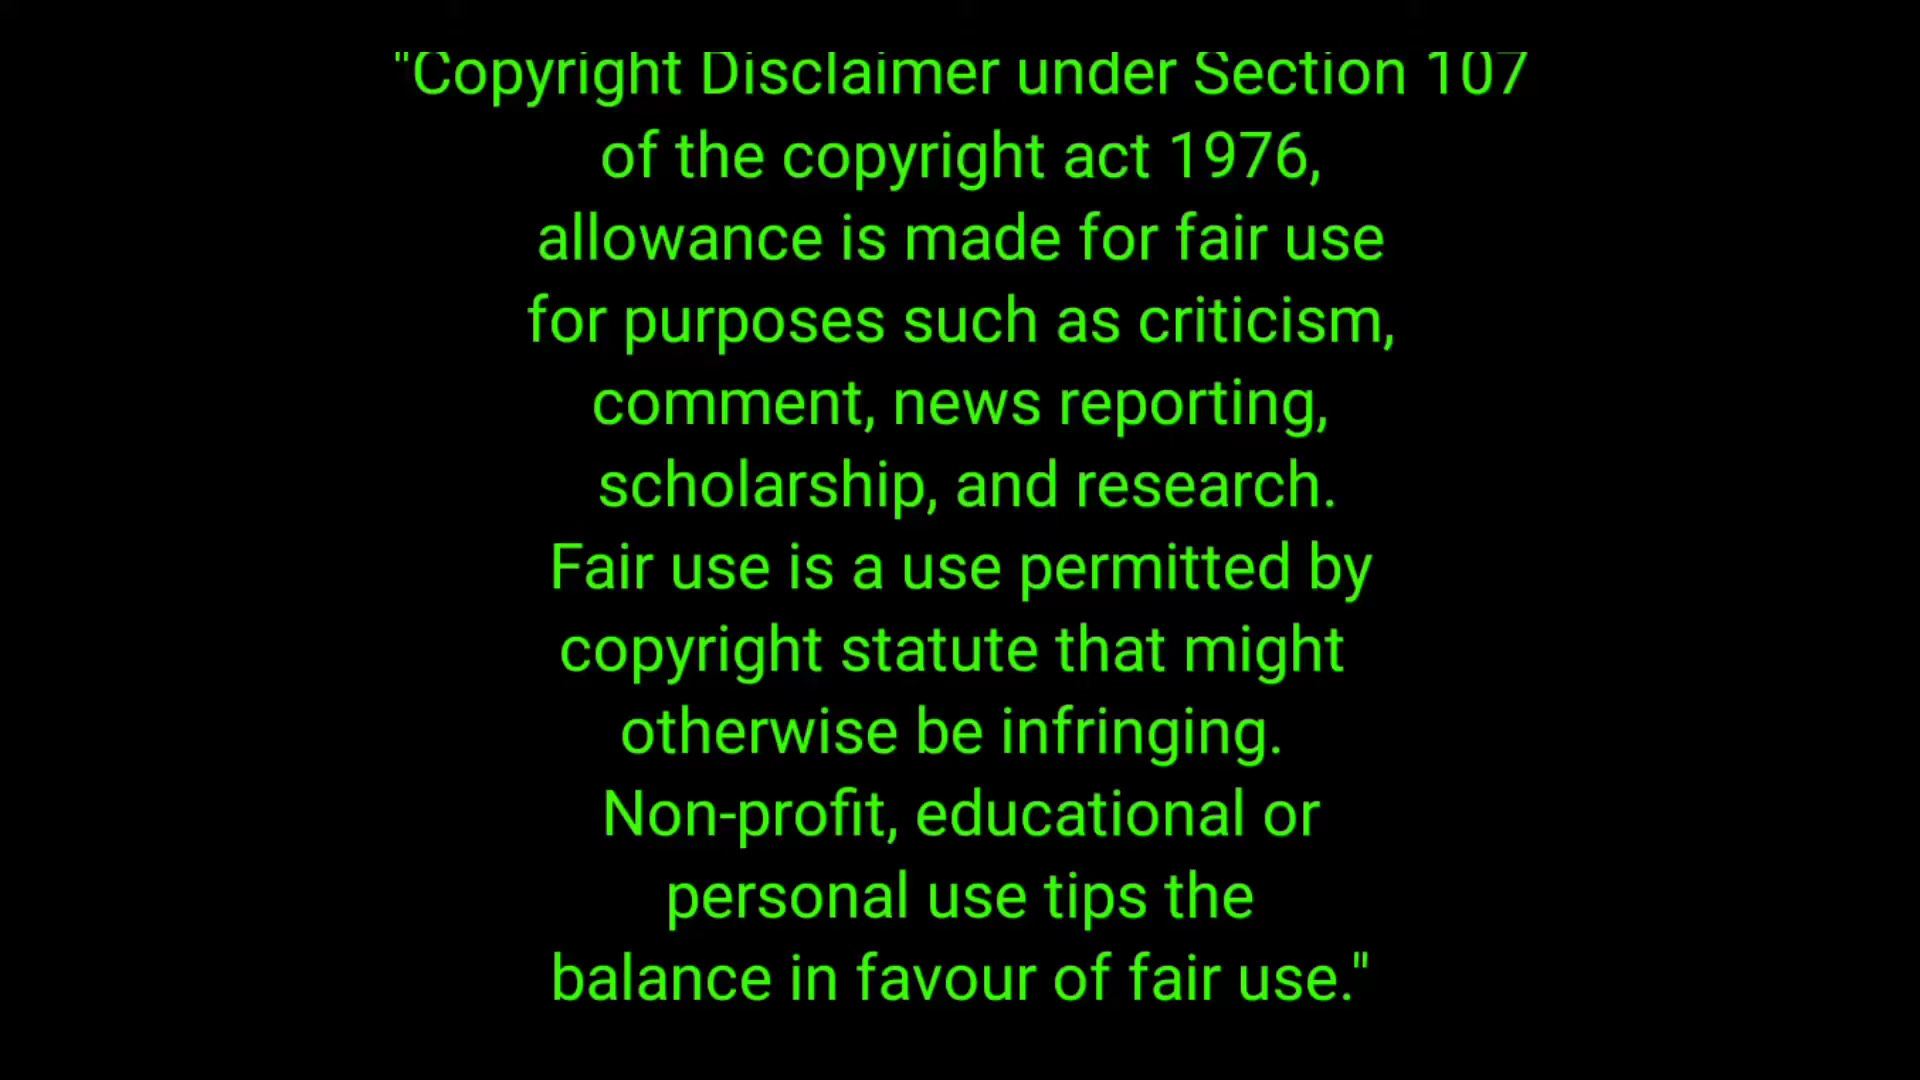 "Copyright Disclaimer under Section 107
of the copyright act 1976,
allowance is made for fair use
for purposes such as criticism,
comment, news reporting,
scholarship, and research.
Fair use is a use permitted by
copyright statute that might
otherwise be infringing.
Non-profit, educational or
personal use tips the
balance in favour of fair use."